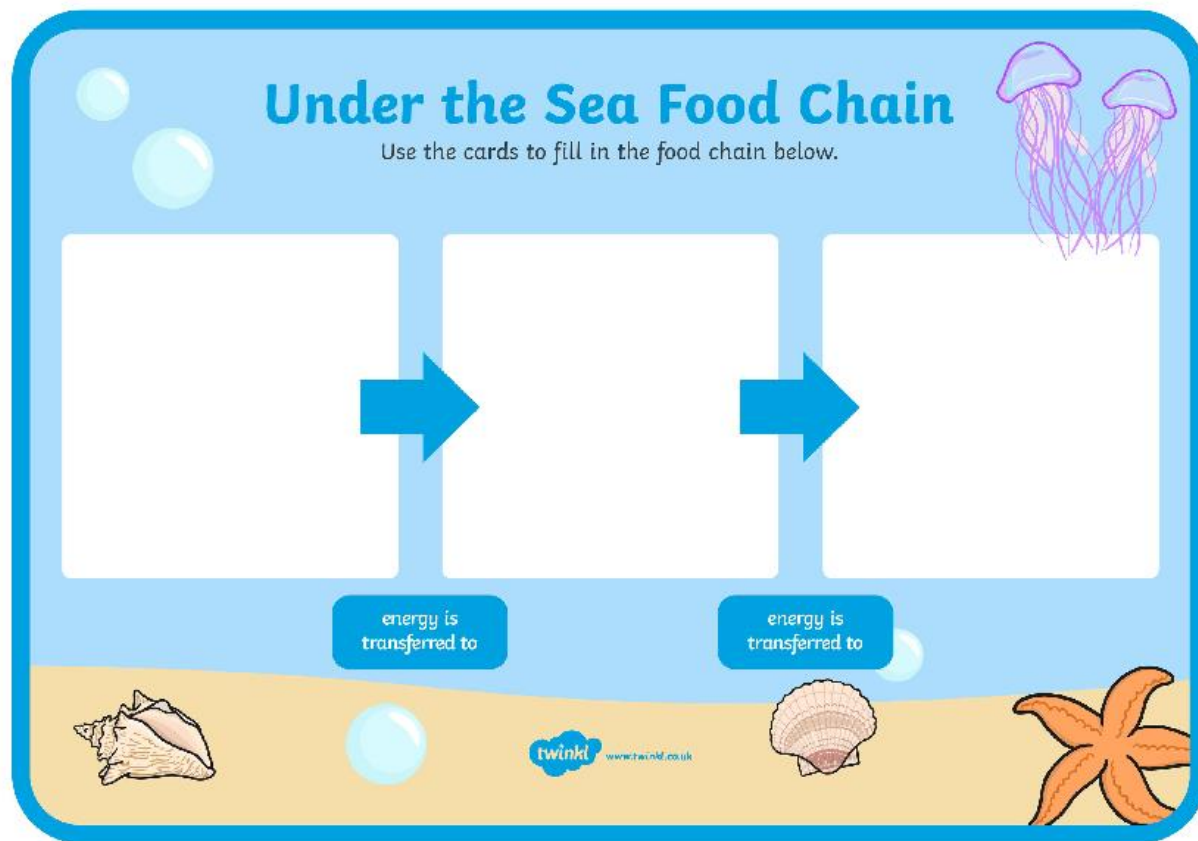 Under the Sea Food Chain
Use the cards to fill in the food chain below.
energy is
transferred to
energy is
transferred to
twinkl www.twinkl.co.uk